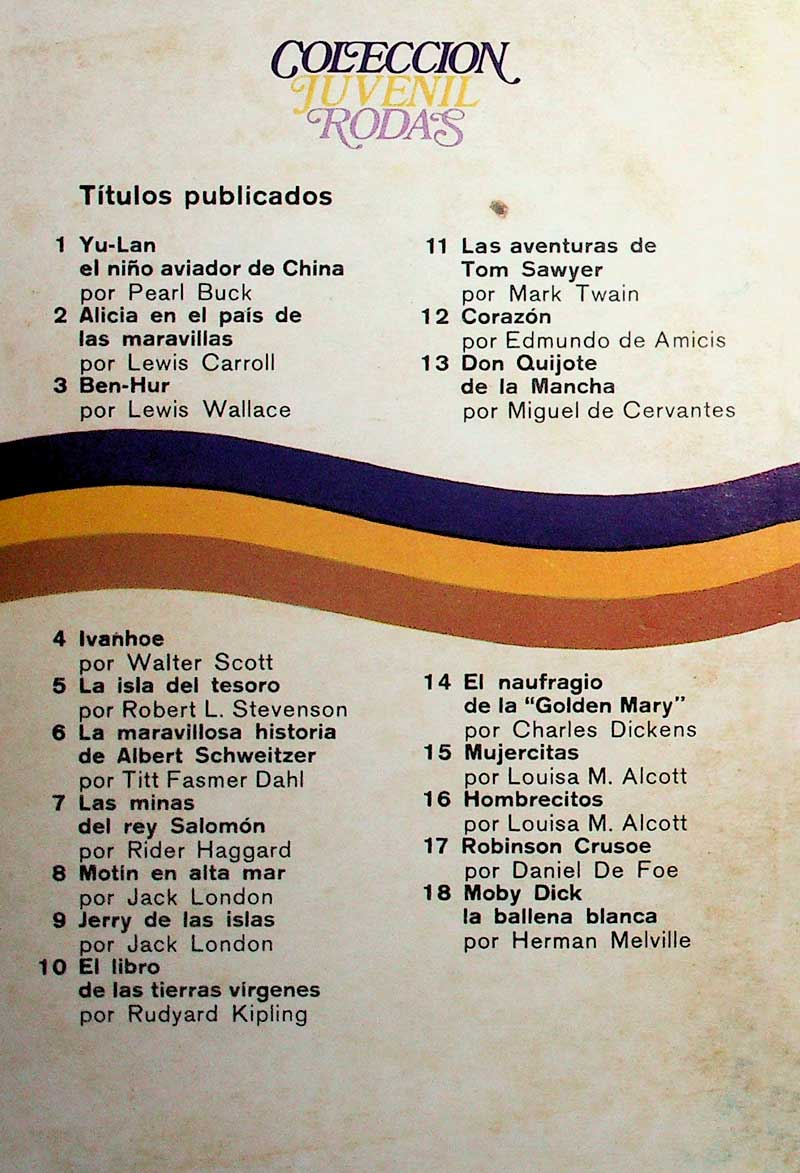 COLECCION
JUVENIL
RODAS
Títulos publicados
1 Yu-Lan
el niño aviador de China
por Pearl Buck
2 Alicia en el país de
las maravillas
por Lewis Carroll
3 Ben-Hur
por Lewis Wallace
4 Ivanhoe
por Walter Scott
5 La isla del tesoro
por Robert L. Stevenson
6 La maravillosa historia
de Albert Schweitzer
por Titt Fasmer Dahl
7 Las minas
del rey Salomón
por Rider Haggard
8 Motín en alta mar
por Jack London
9 Jerry de las islas
por Jack London
10 El libro
de las tierras vírgenes
por Rudyard Kipling
11 Las aventuras de
Tom Sawyer
por Mark Twain
12 Corazón
por Edmundo de Amicis
13 Don Quijote
de la Mancha
por Miguel de Cervantes
14 El naufragio
de la "Golden Mary"
por Charles Dickens
15 Mujercitas
por Louisa M. Alcott
16 Hombrecitos
por Louisa M. Alcott
17 Robinson Crusoe
por Daniel De Foe
18 Moby Dick
la ballena blanca
por Herman Melville